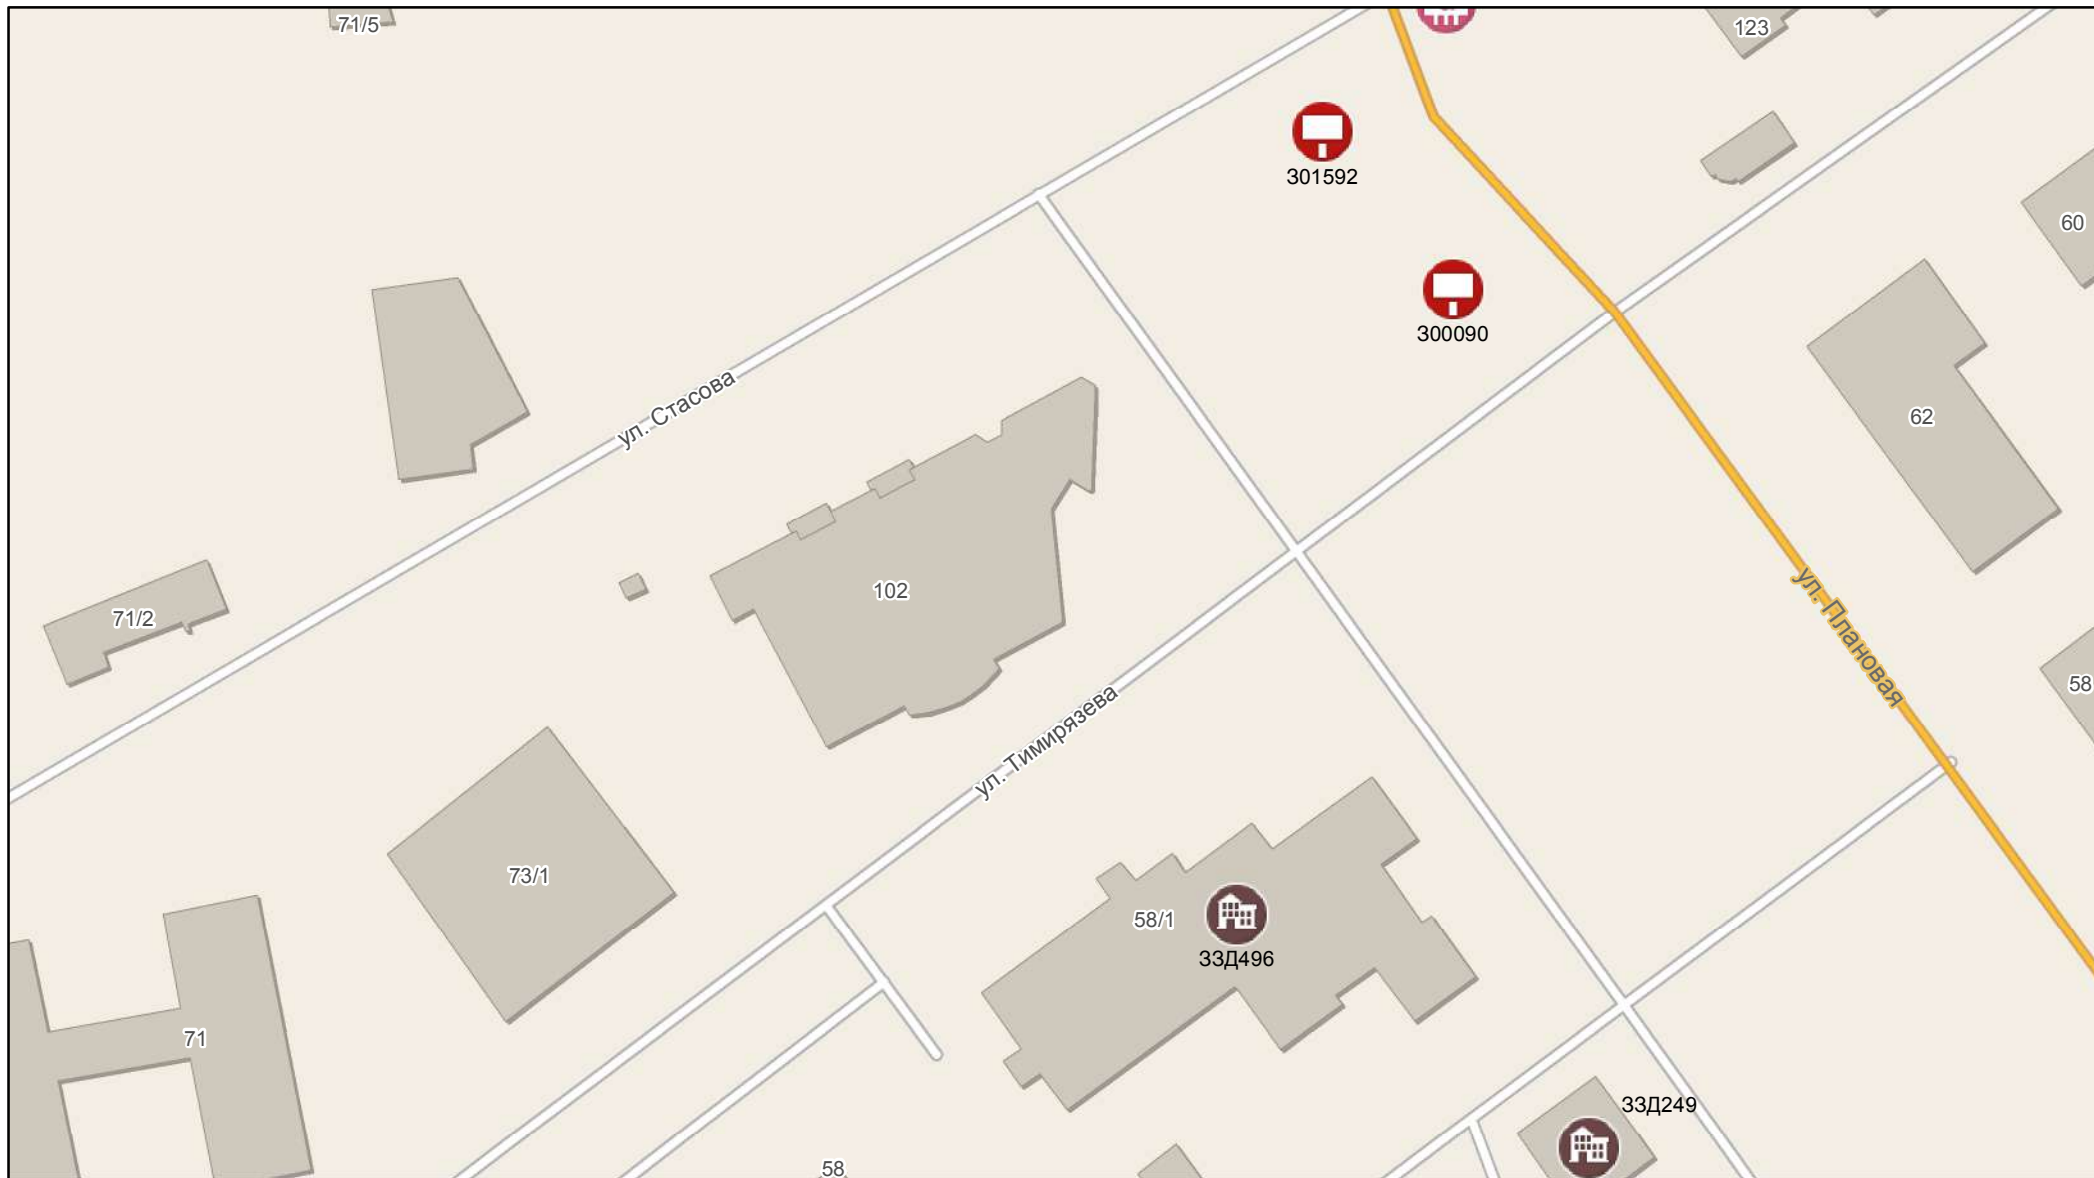 71/5
123
301592
60
300090
ул. Стасова
62
102
71/2
ул. Плановая
58
ул. Тимирязева
73/1
58/1
ЗЗД496
71
ЗЗД249
58